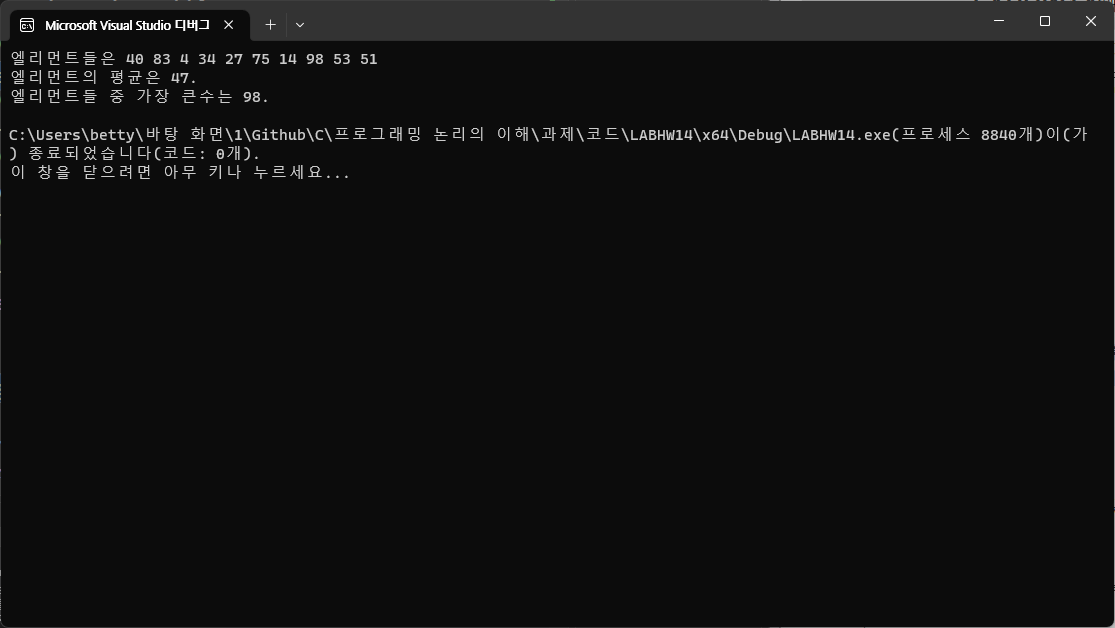 Microsoft Visual Studio 디버그
엘리먼트들은 40 83 4 34 27 75 14 98 53 51
엘리먼트의 평균은 47.
엘리먼트들 중 가장 큰수는 98.
C:\Users\betty\바탕 화면\1\Github\C\프로그래밍 논리의 이해\과제\코드\LABHW14\x64\Debug\LABHW14.exe(프로세스 8840개)이(가
) 종료되었습니다(코드: 0개).
이 창을 닫으려면 아무 키나 누르세요...